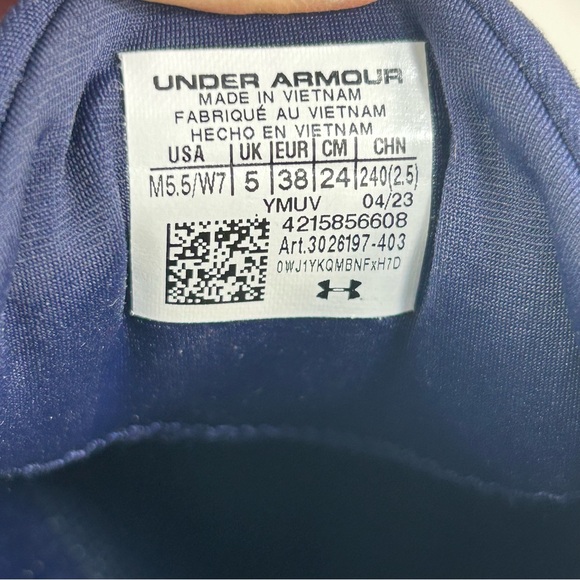 UNDER ARMOUR
MADE IN VIETNAM
FABRIQUÉ AU VIETNAM
HECHO EN VIETNAM
USA UK EUR CM CHN
M5.5/W7 5 38 24 240(2.5)
YMUV 04/23
4215856608
Art.3026197-403
0WJ1YKQMBNFxH7D